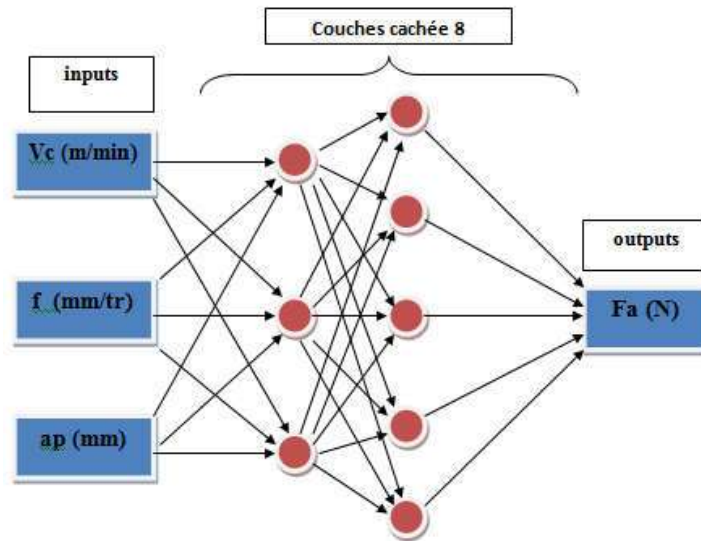 Couches cachée 8
inputs
Vc (m/min)
f (mm/tr)
ap (mm)
outputs
Fa (N)